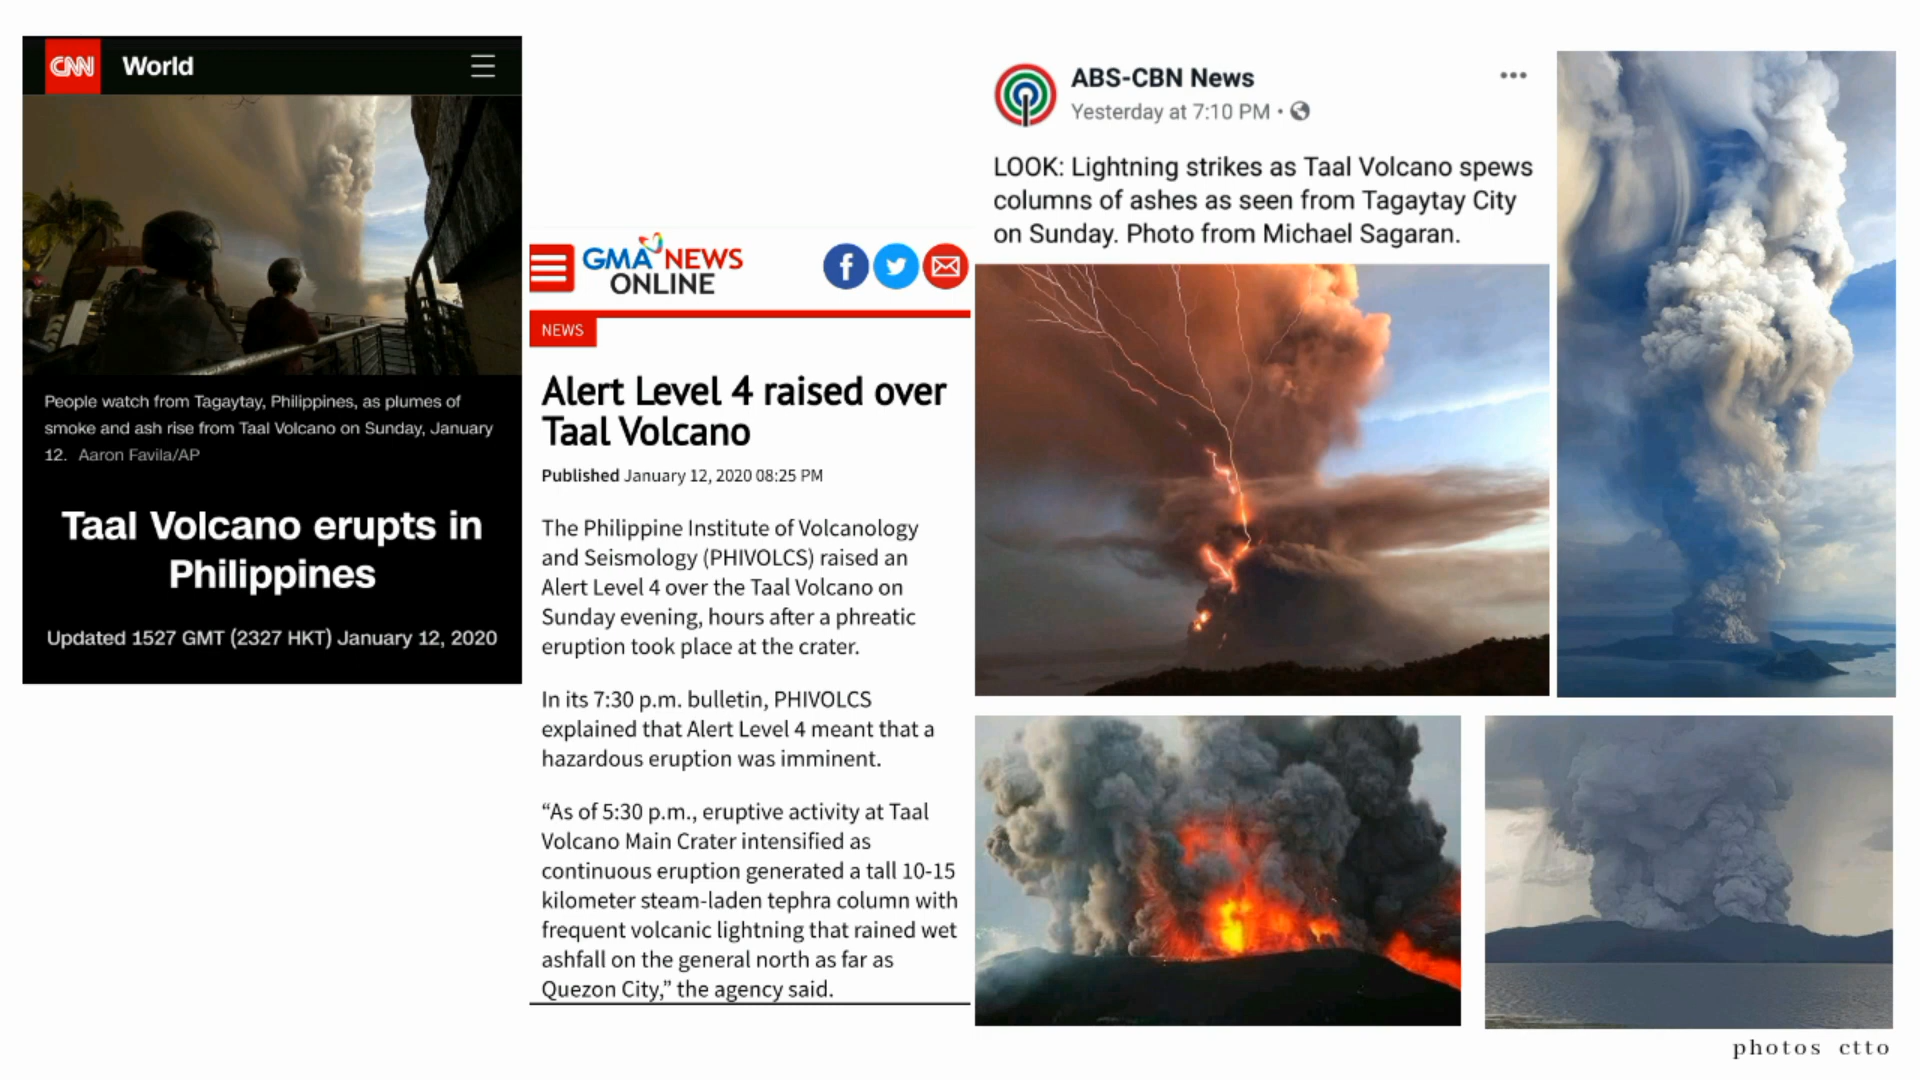 CNN World
People watch from Tagaytay, Philippines, as plumes of
smoke and ash rise from Taal Volcano on Sunday, January
12. Aaron Favila/AP
Taal Volcano erupts in
Philippines
Updated 1527 GMT (2327 HKT) January 12, 2020
GMA NEWS
ONLINE
NEWS
Alert Level 4 raised over
Taal Volcano
Published January 12, 2020 08:25 PM
The Philippine Institute of Volcanology
and Seismology (PHIVOLCS) raised an
Alert Level 4 over the Taal Volcano on
Sunday evening, hours after a phreatic
eruption took place at the crater.
In its 7:30 p.m. bulletin, PHIVOLCS
explained that Alert Level 4 meant that a
hazardous eruption was imminent.
“As of 5:30 p.m., eruptive activity at Taal
Volcano Main Crater intensified as
continuous eruption generated a tall 10-15
kilometer steam-laden tephra column with
frequent volcanic lightning that rained wet
ashfall on the general north as far as
Quezon City,” the agency said.
ABS-CBN News
Yesterday at 7:10 PM •
LOOK: Lightning strikes as Taal Volcano spews
columns of ashes as seen from Tagaytay City
on Sunday. Photo from Michael Sagaran.
photos ctto